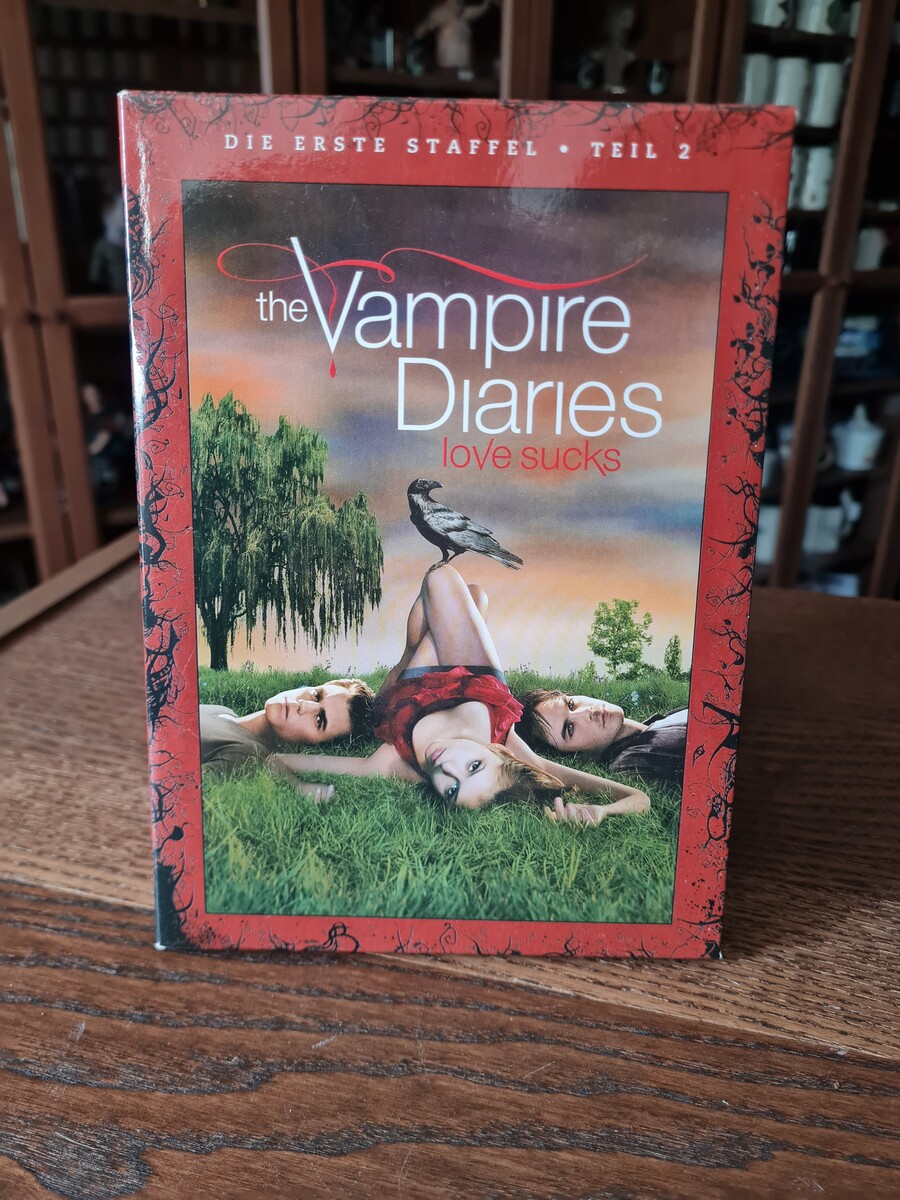 DIE ERSTE STAFFEL • TEIL 2
the Vampire
Diaries
love sucks